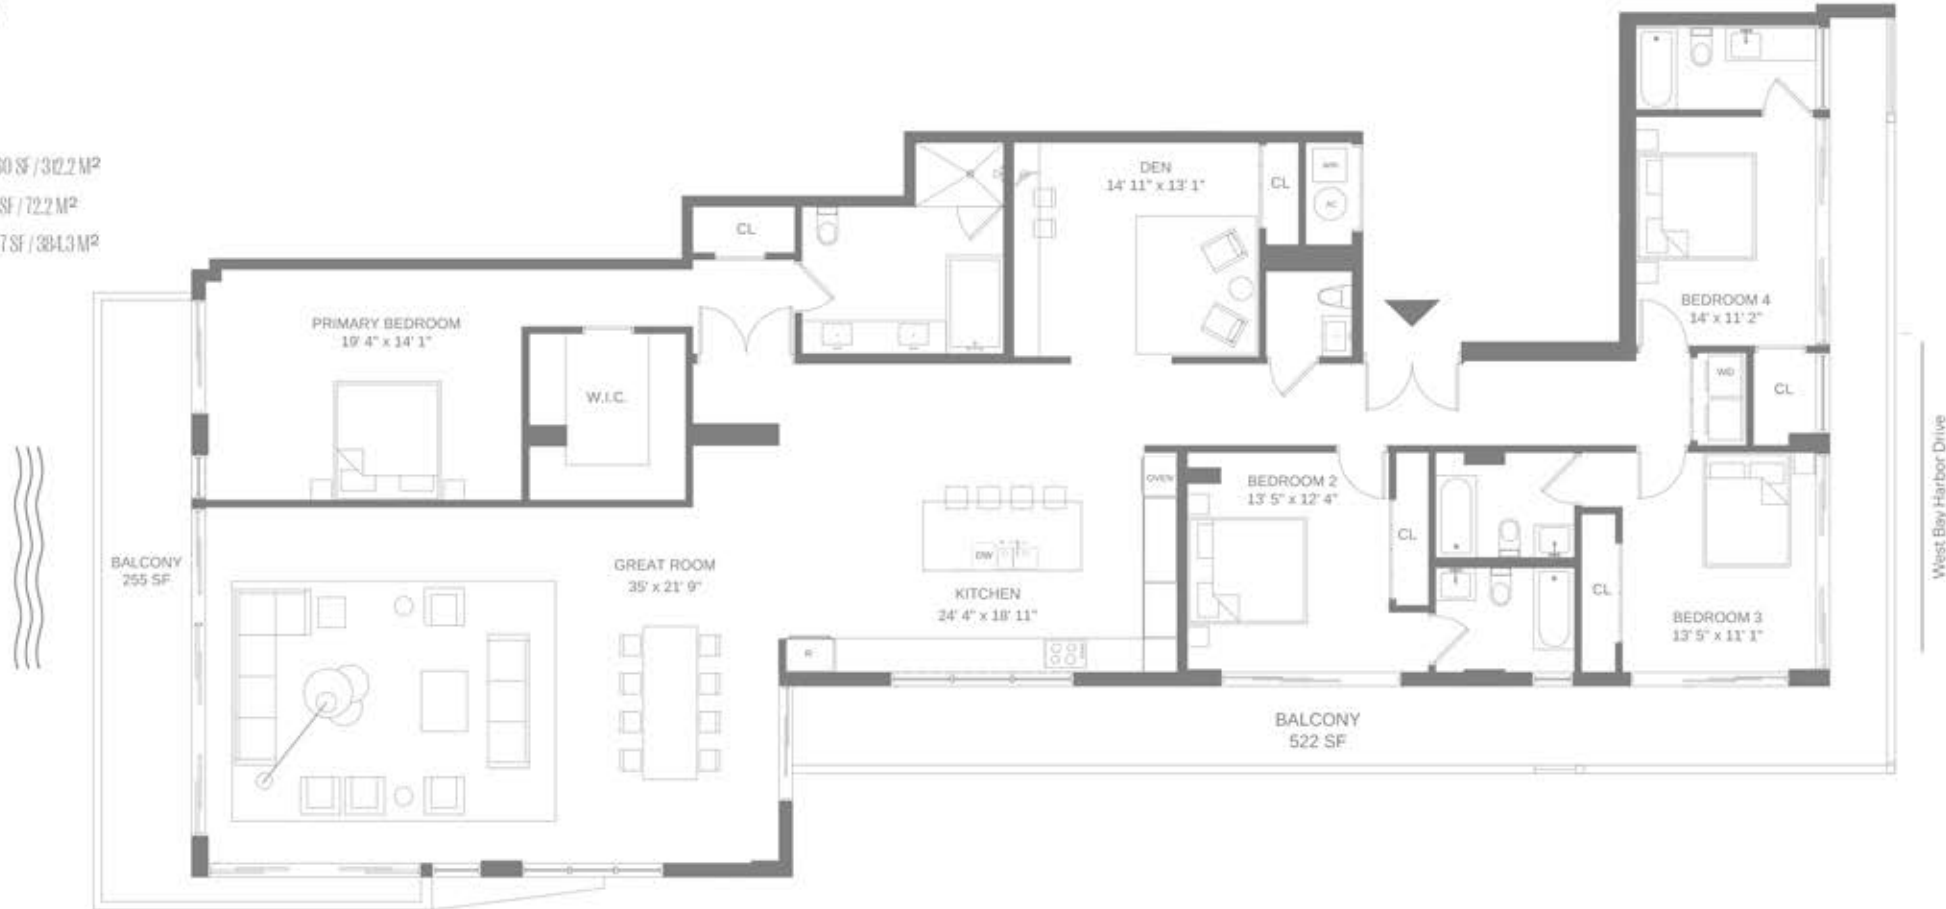 0 SF / 312.2 M²
SF / 72.2 M²
7 SF / 384.3 M²
DEN
14' 11" x 13' 1"
CL
AC
CL
PRIMARY BEDROOM
19' 4" x 14' 1"
W.I.C.
BEDROOM 4
14' x 11' 2"
WD
CL
BALCONY
255 SF
GREAT ROOM
35' x 21' 9"
DW
KITCHEN
24' 4" x 18' 11"
R
OVEN
BEDROOM 2
13' 5" x 12' 4"
CL
CL
BEDROOM 3
13' 5" x 11' 1"
BALCONY
522 SF
West Bay Harbor Drive